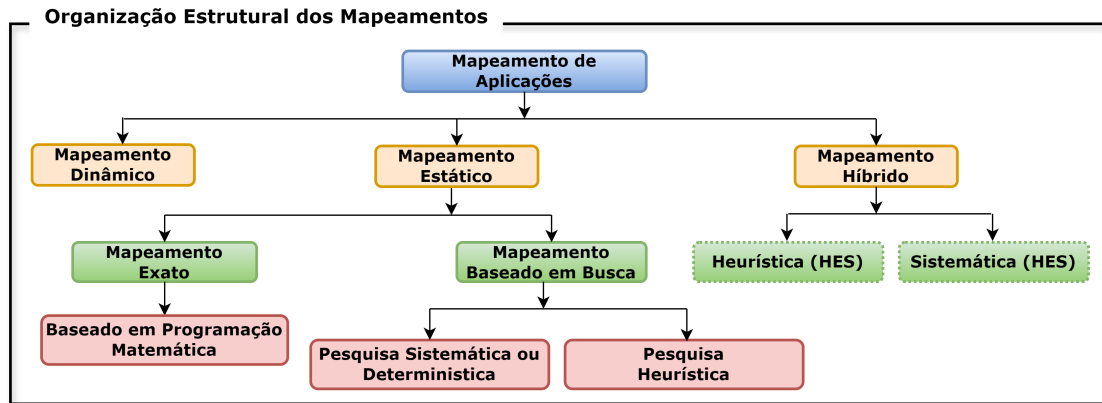 Organização Estrutural dos Mapeamentos
Mapeamento de
Aplicações
Mapeamento
Dinâmico
Mapeamento
Estático
Mapeamento
Híbrido
Mapeamento
Exato
Mapeamento
Baseado em Busca
Heurística (HES)
Sistemática (HES)
Baseado em Programação
Matemática
Pesquisa Sistemática ou
Deterministica
Pesquisa
Heurística